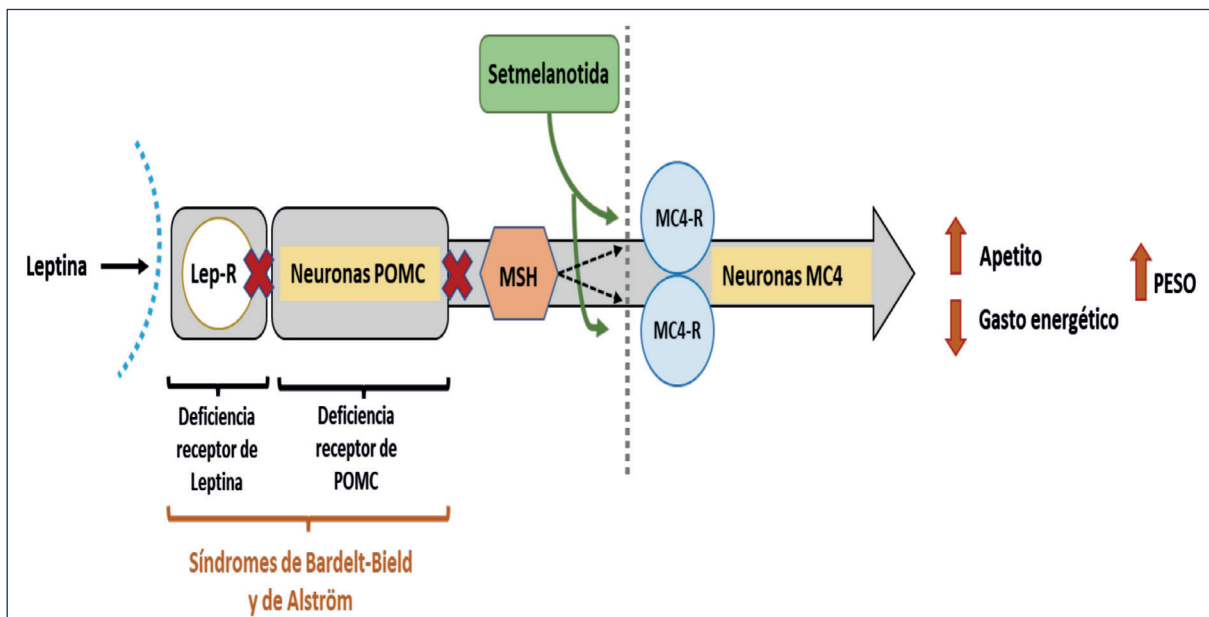 Setmelanotida
Leptina
Lep-R
Neuronas POMC
MSH
MC4-R
MC4-R
Neuronas MC4
Apetito
Gasto energético
PESO
Deficiencia
receptor de
Leptina
Deficiencia
receptor de
POMC
Síndromes de Bardelt-Bield
y de Alström